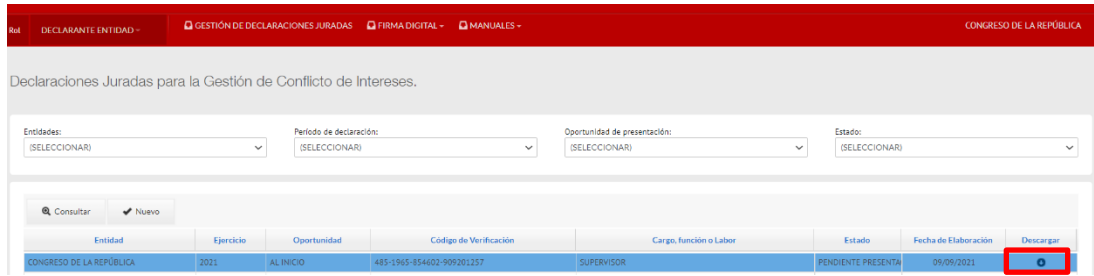 Rol DECLARANTE ENTIDAD GESTIÓN DE DECLARACIONES JURADAS FIRMA DIGITAL MANUALES CONGRESO DE LA REPÚBLICA
Declaraciones Juradas para la Gestión de Conflicto de Intereses.
Entidades: Período de declaración: Oportunidad de presentación: Estado:
(SELECCIONAR) (SELECCIONAR) (SELECCIONAR) (SELECCIONAR)
Consultar Nuevo
Entidad Ejercicio Oportunidad Código de Verificación Cargo, función o Labor Estado Fecha de Elaboración Descargar
CONGRESO DE LA REPÚBLICA 2021 AL INICIO 485-1965-854602-909201257 SUPERVISOR PENDIENTE PRESENTA 09/09/2021